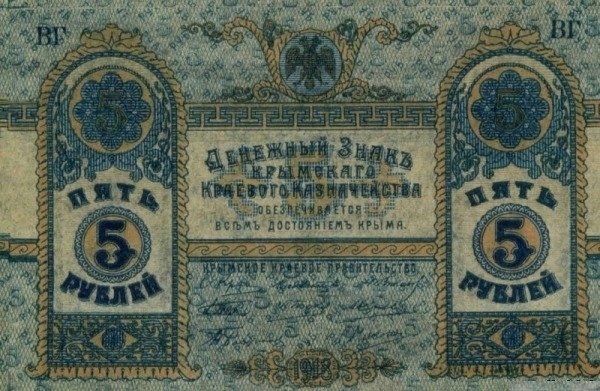 ВГ
ВГ
5
5
ДЕНЕЖНЫЙ ЗНАКЪ
КРЫМСКАГО
КРАЕВОГО КАЗНАЧЕЙСТВА
ОБЕЗПЕЧИВАЕТСЯ
ВСѢМЪ ДОСТОЯНІЕМЪ КРЫМА.
КРЫМСКОЕ КРАЕВОЕ ПРАВИТЕЛЬСТВО.
ПЯТЬ
5
РУБЛЕЙ
ПЯТЬ
5
РУБЛЕЙ
1918